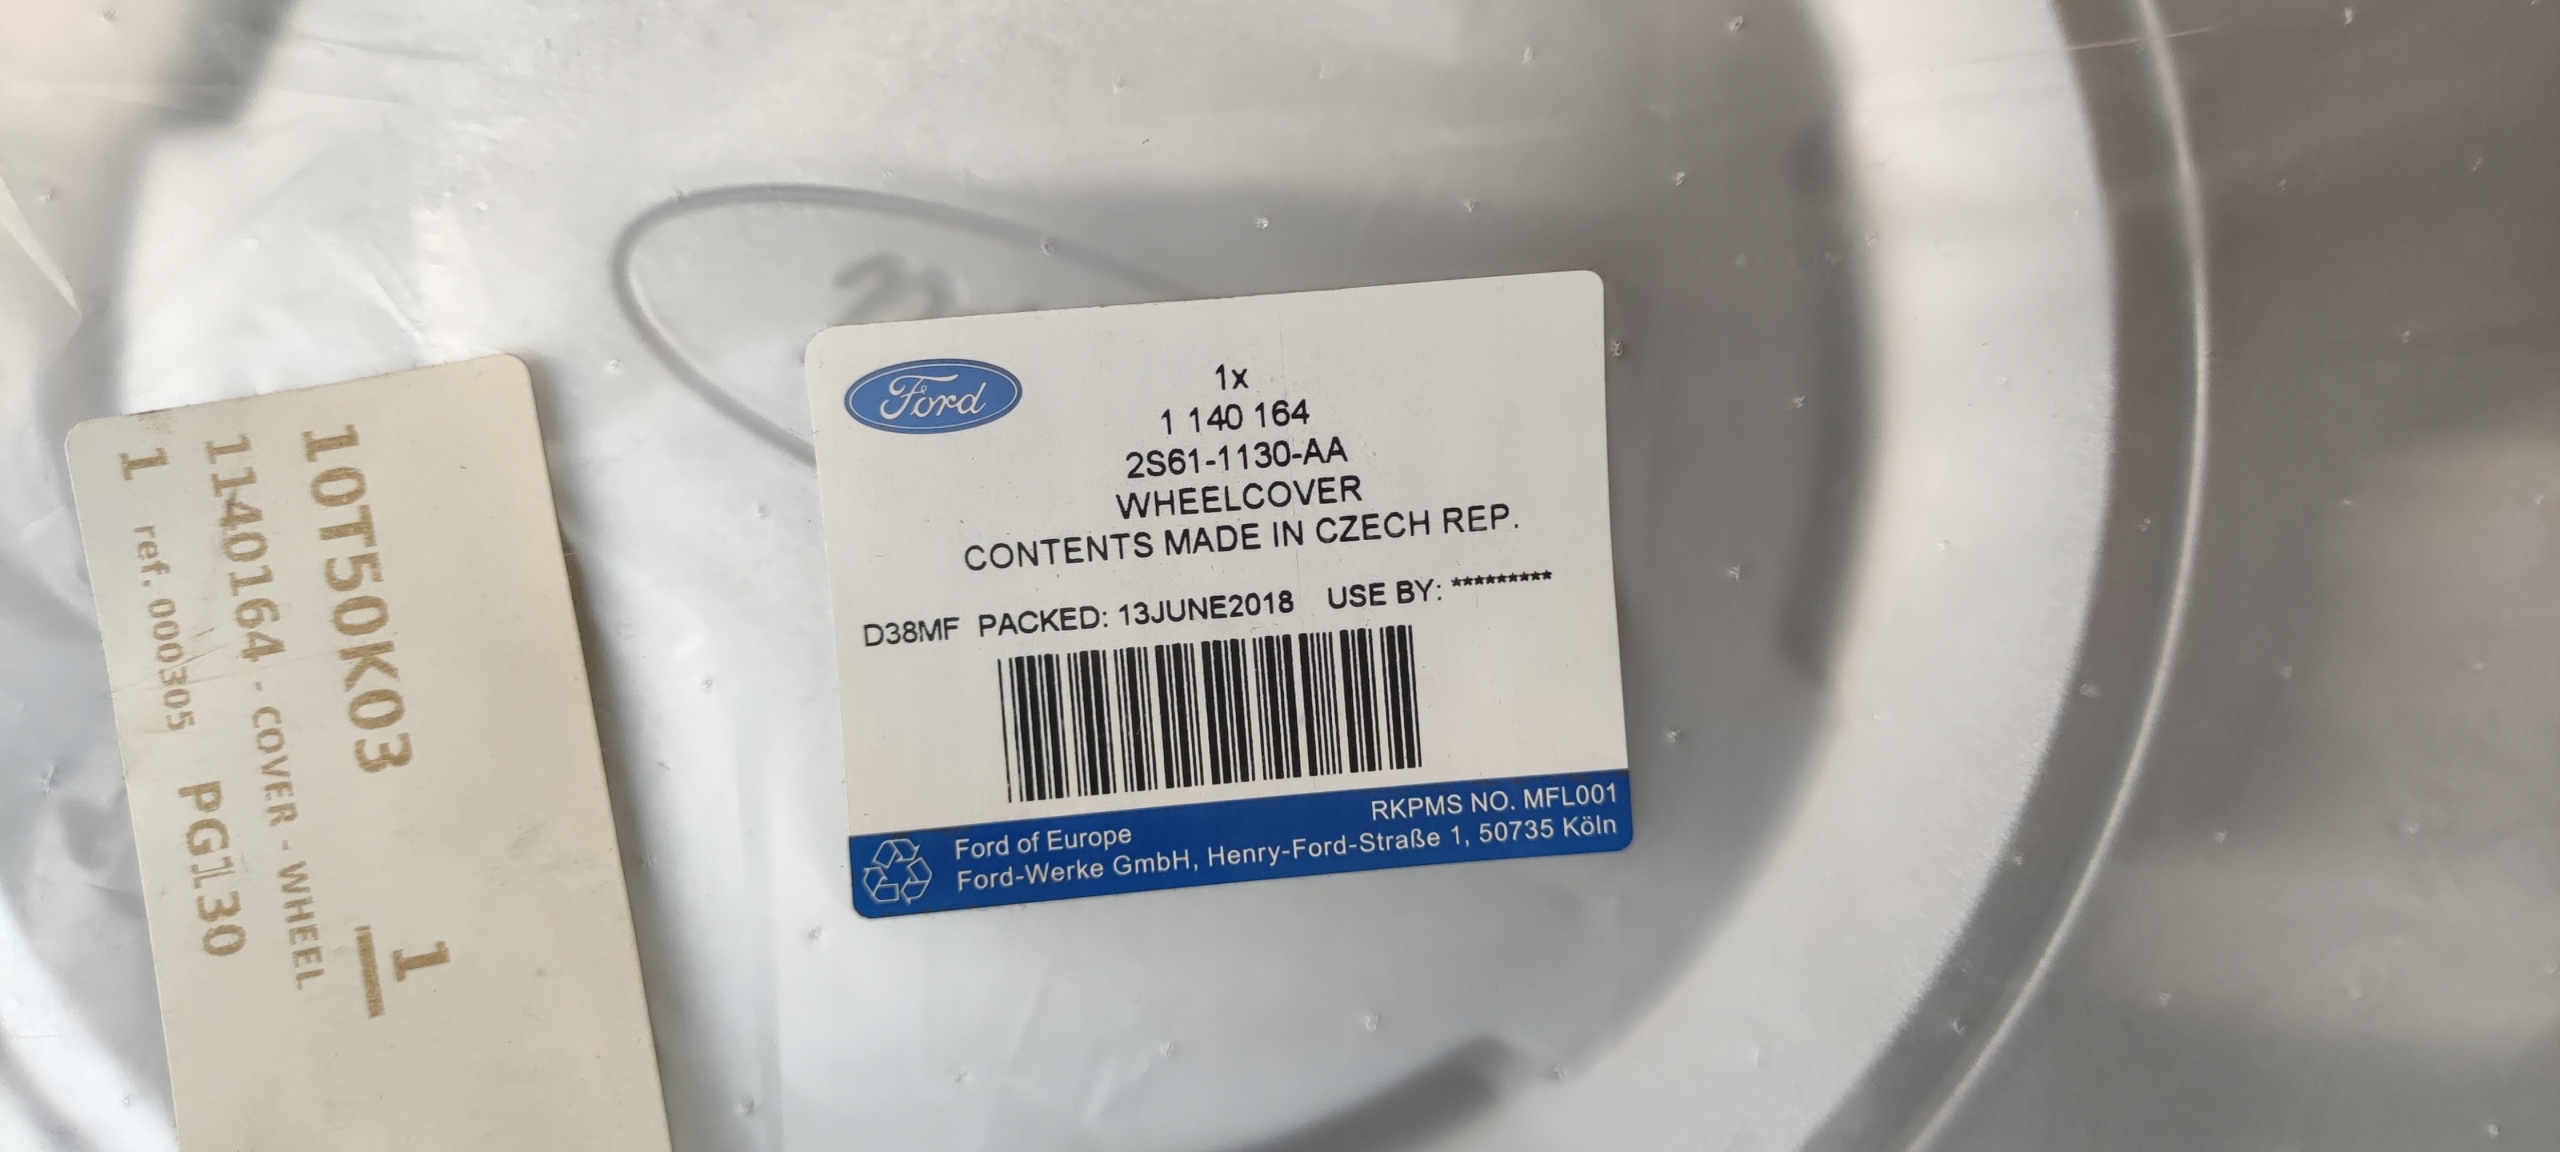 Ford
1x
1 140 164
2S61-1130-AA
WHEELCOVER
CONTENTS MADE IN CZECH REP.
D38MF PACKED: 13JUNE2018 USE BY: *********
RKPMS NO. MFL001
Ford of Europe
Ford-Werke GmbH, Henry-Ford-Straße 1, 50735 Köln
10T50K03 1
1140164 - COVER - WHEEL
1 ref. 000305 PG130